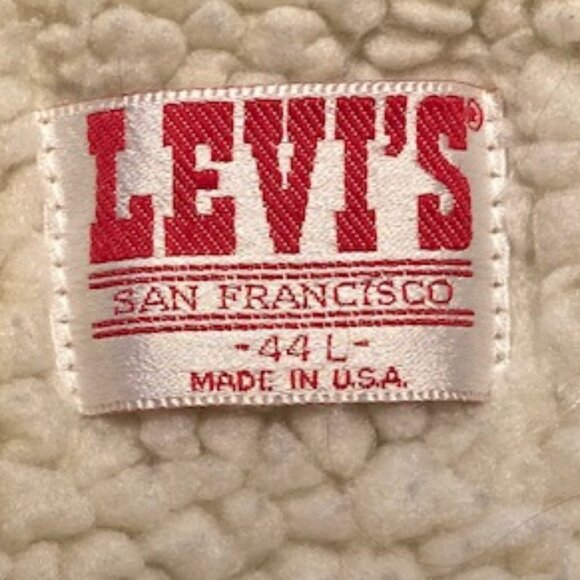 LEVI'S®
SAN FRANCISCO
-44 L-
MADE IN U.S.A.